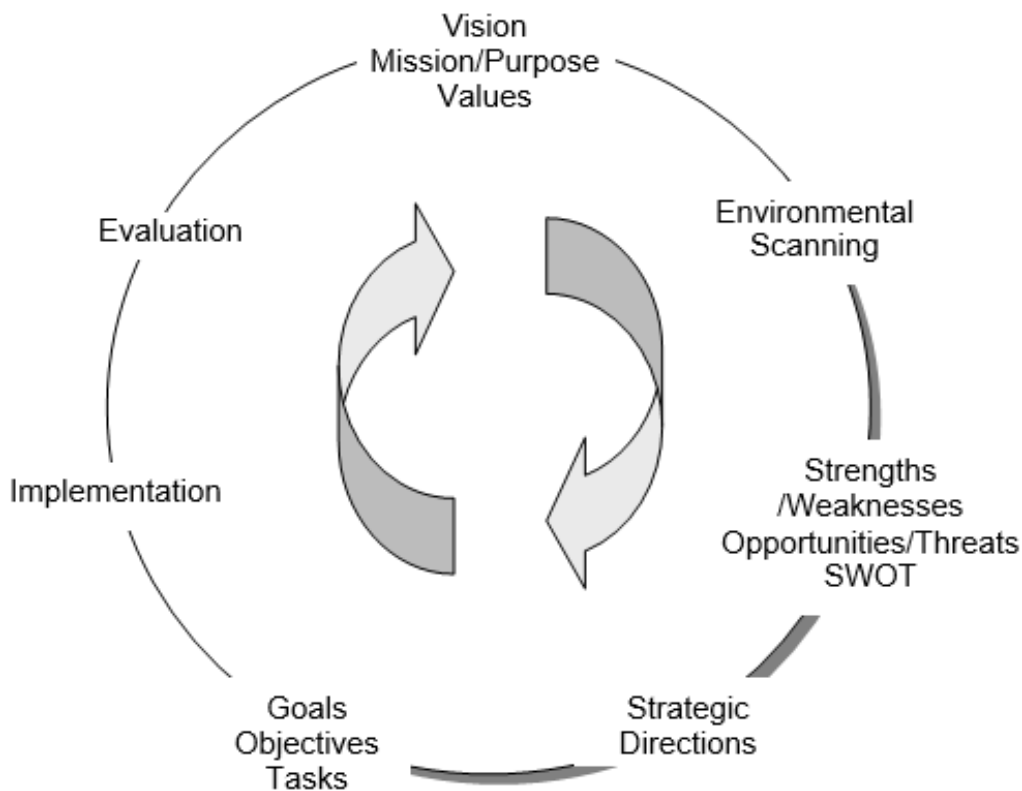 Vision
Mission/Purpose
Values
Environmental
Scanning
Strengths
/Weaknesses
Opportunities/Threats
SWOT
Strategic
Directions
Goals
Objectives
Tasks
Implementation
Evaluation